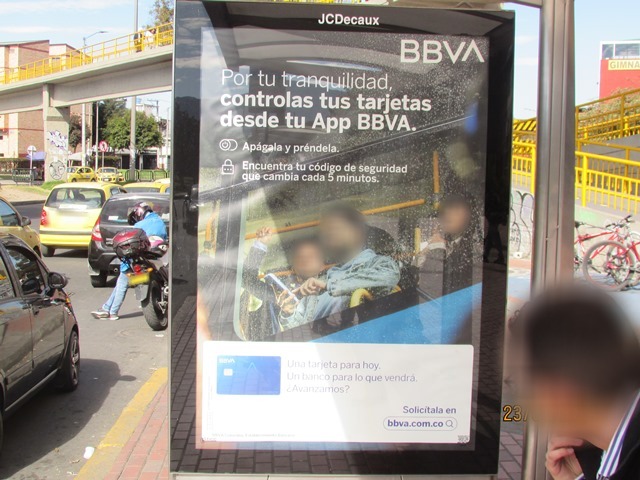 JCDecaux
BBVA
Por tu tranquilidad,
controlas tus tarjetas
desde tu App BBVA.
Apágala y préndela.
Encuentra tu código de seguridad
que cambia cada 5 minutos.
BBVA
Una tarjeta para hoy.
Un banco para lo que vendrá.
¿Avanzamos?
Solicítala en
bbva.com.co
GIMNA
23